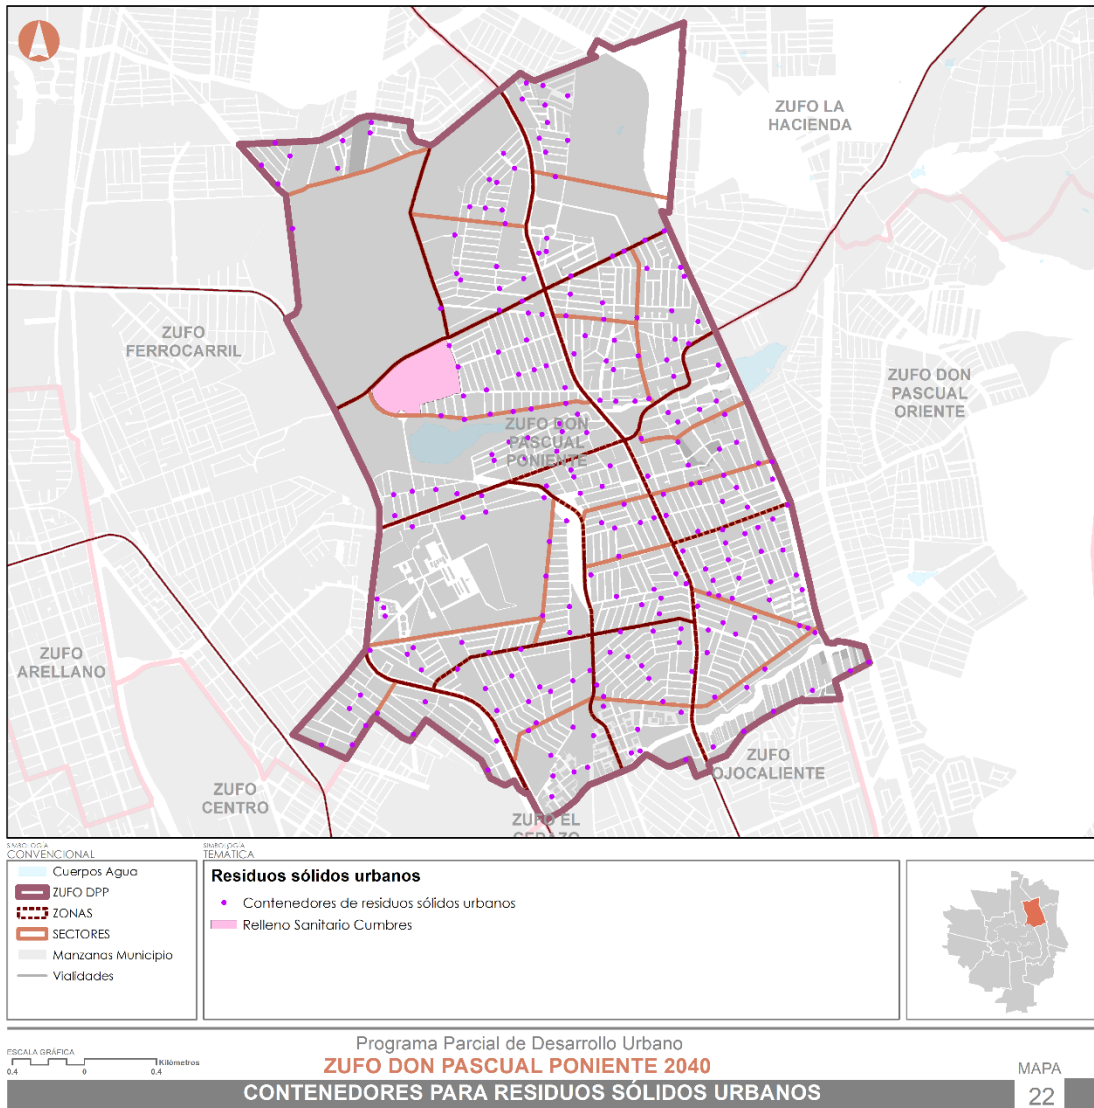 ZUFO LA
HACIENDA
ZUFO
FERROCARRIL
ZUFO DON
PASCUAL
ORIENTE
ZUFO DON
PASCUAL
PONIENTE
ZUFO
ARELLANO
ZUFO
OJOCALIENTE
ZUFO
CENTRO
ZUFO EL
CEDAZO
SIMBOLOGÍA
CONVENCIONAL
Cuerpos Agua
ZUFO DPP
ZONAS
SECTORES
Manzanas Municipio
Vialidades
SIMBOLOGÍA
TEMÁTICA
Residuos sólidos urbanos
Contenedores de residuos sólidos urbanos
Relleno Sanitario Cumbres
ESCALA GRÁFICA
Kilómetros
0,4 0 0,4
Programa Parcial de Desarrollo Urbano
ZUFO DON PASCUAL PONIENTE 2040
CONTENEDORES PARA RESIDUOS SÓLIDOS URBANOS
MAPA
22